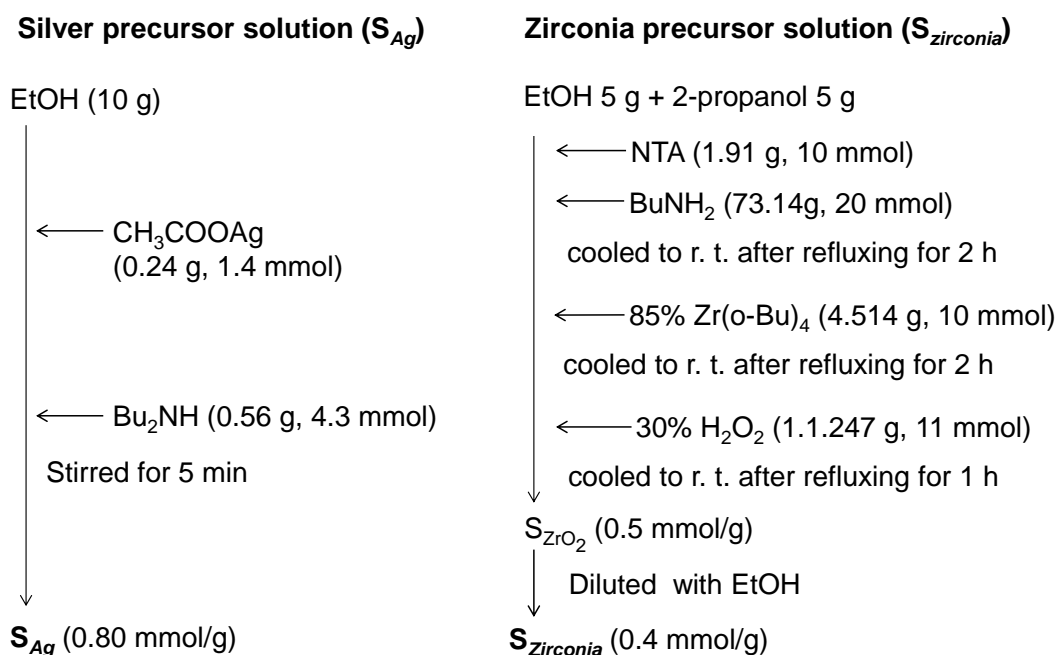 Silver precursor solution (S_Ag)
EtOH (10 g)
CH₃COOAg
(0.24 g, 1.4 mmol)
Bu₂NH (0.56 g, 4.3 mmol)
Stirred for 5 min
S_Ag (0.80 mmol/g)
Zirconia precursor solution (S_zirconia)
EtOH 5 g + 2-propanol 5 g
NTA (1.91 g, 10 mmol)
BuNH₂ (73.14g, 20 mmol)
cooled to r. t. after refluxing for 2 h
85% Zr(o-Bu)₄ (4.514 g, 10 mmol)
cooled to r. t. after refluxing for 2 h
30% H₂O₂ (1.1.247 g, 11 mmol)
cooled to r. t. after refluxing for 1 h
S_ZrO₂ (0.5 mmol/g)
Diluted with EtOH
S_Zirconia (0.4 mmol/g)